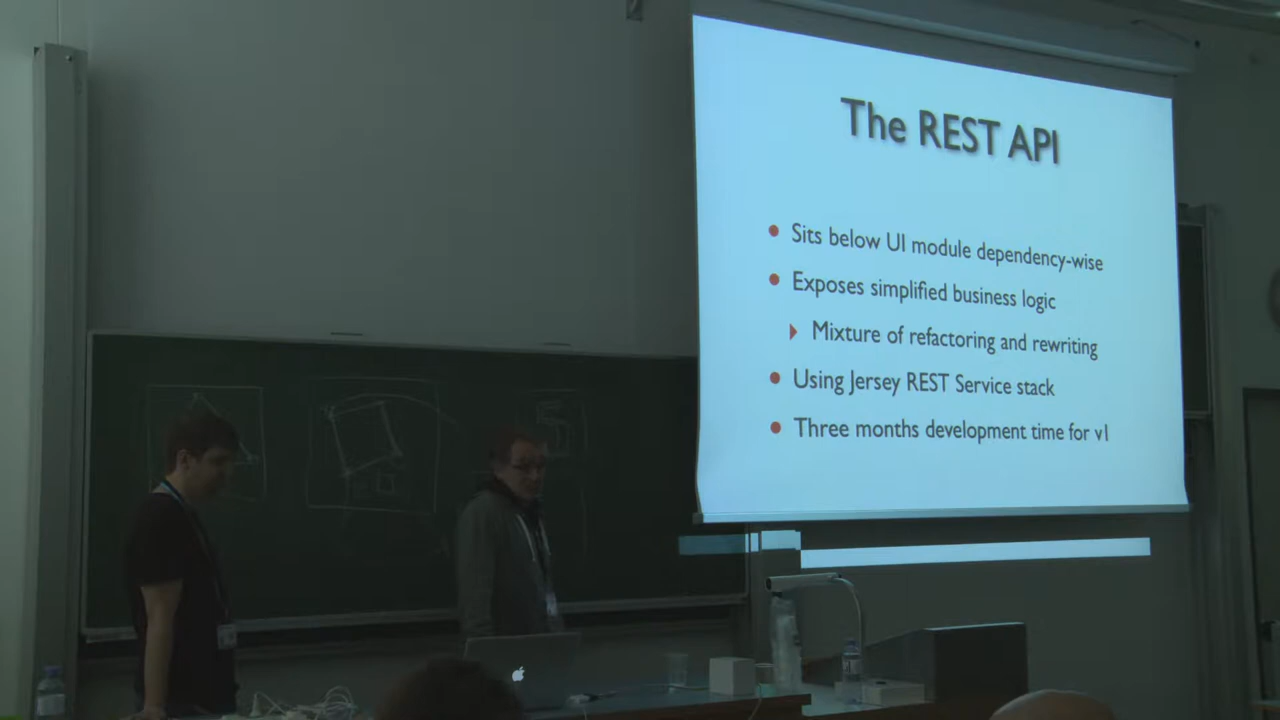 The REST API
Sits below UI module dependency-wise
Exposes simplified business logic
Mixture of refactoring and rewriting
Using Jersey REST Service stack
Three months development time for v1